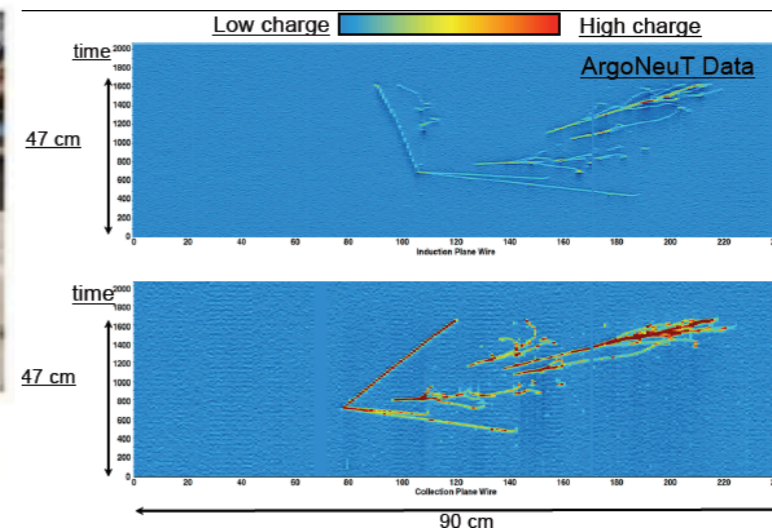 Low charge High charge
time
ArgoNeuT Data
47 cm
2000
1800
1600
1400
1200
1000
800
600
400
200
0
0 20 40 60 80 100 120 140 160 180 200 220
Induction Plane Wire
time
47 cm
2000
1800
1600
1400
1200
1000
800
600
400
200
0
0 20 40 60 80 100 120 140 160 180 200 220
Collection Plane Wire
90 cm